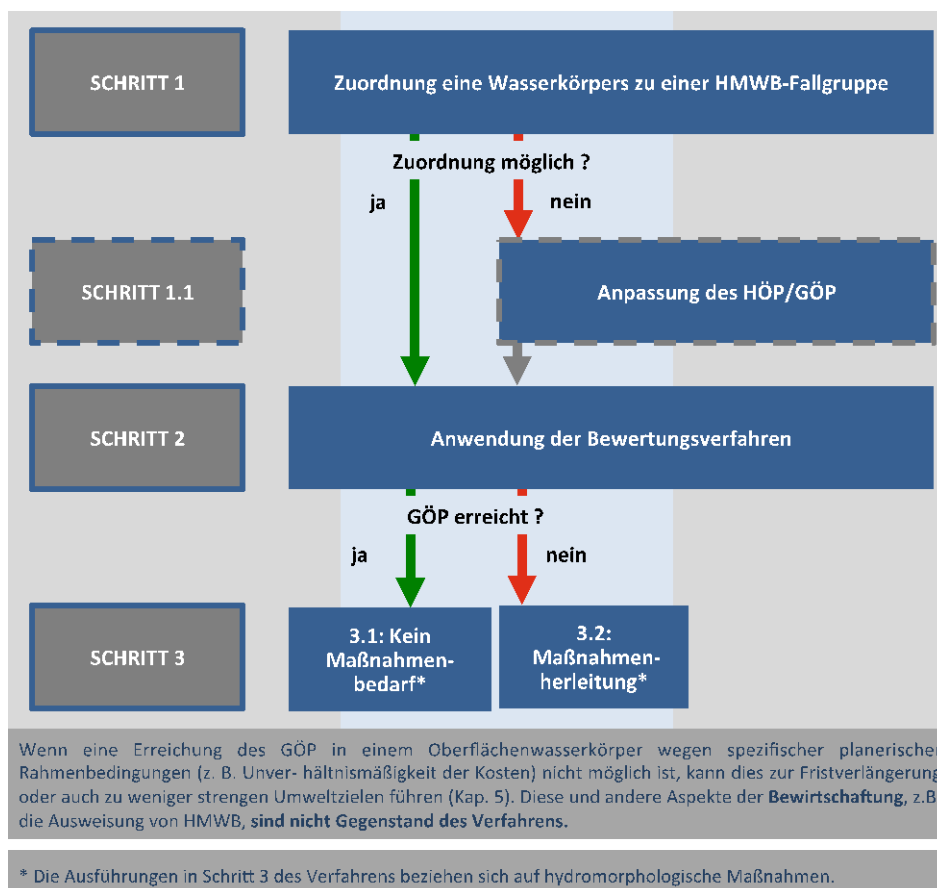 SCHRITT 1
Zuordnung eine Wasserkörpers zu einer HMWB-Fallgruppe
Zuordnung möglich ?
ja
nein
SCHRITT 1.1
Anpassung des HÖP/GÖP
SCHRITT 2
Anwendung der Bewertungsverfahren
GÖP erreicht ?
ja
nein
SCHRITT 3
3.1: Kein
Maßnahmen-
bedarf*
3.2:
Maßnahmen-
herleitung*
Wenn eine Erreichung des GÖP in einem Oberflächenwasserkörper wegen spezifischer planerischer
Rahmenbedingungen (z. B. Unver- hältnismäßigkeit der Kosten) nicht möglich ist, kann dies zur Fristverlängerung
oder auch zu weniger strengen Umweltzielen führen (Kap. 5). Diese und andere Aspekte der Bewirtschaftung, z.B.
die Ausweisung von HMWB, sind nicht Gegenstand des Verfahrens.
* Die Ausführungen in Schritt 3 des Verfahrens beziehen sich auf hydromorphologische Maßnahmen.